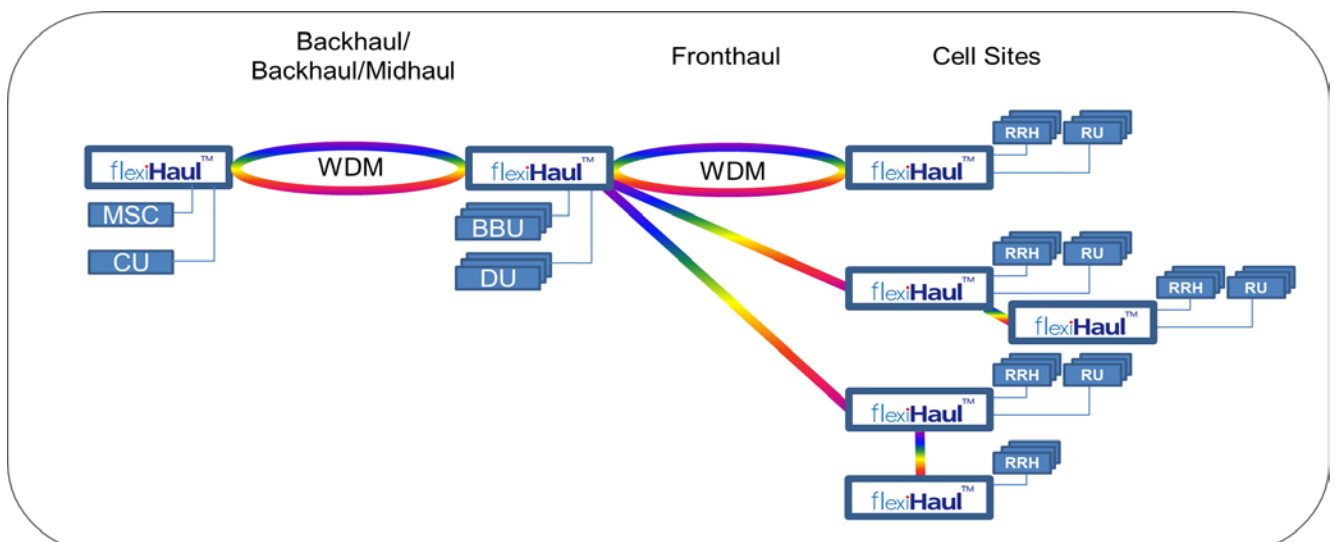 Backhaul/
Backhaul/Midhaul
Fronthaul
Cell Sites
RRH
RU
flexiHaul™
WDM
flexiHaul™
WDM
flexiHaul™
MSC
BBU
CU
DU
RRH
RU
flexiHaul™
RRH
RU
flexiHaul™
RRH
RU
flexiHaul™
RRH
flexiHaul™